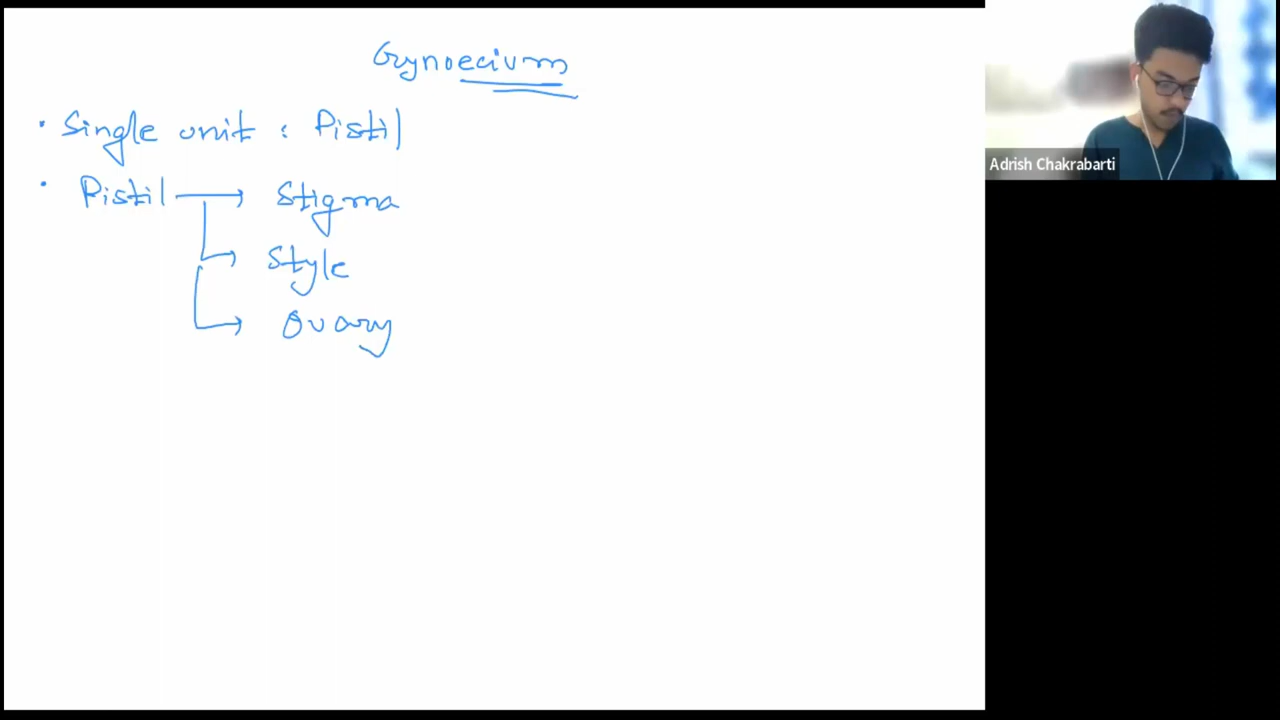 Gynoecium
• Single unit : Pistil
• Pistil → Stigma
→ Style
→ Ovary
Adrish Chakrabarti